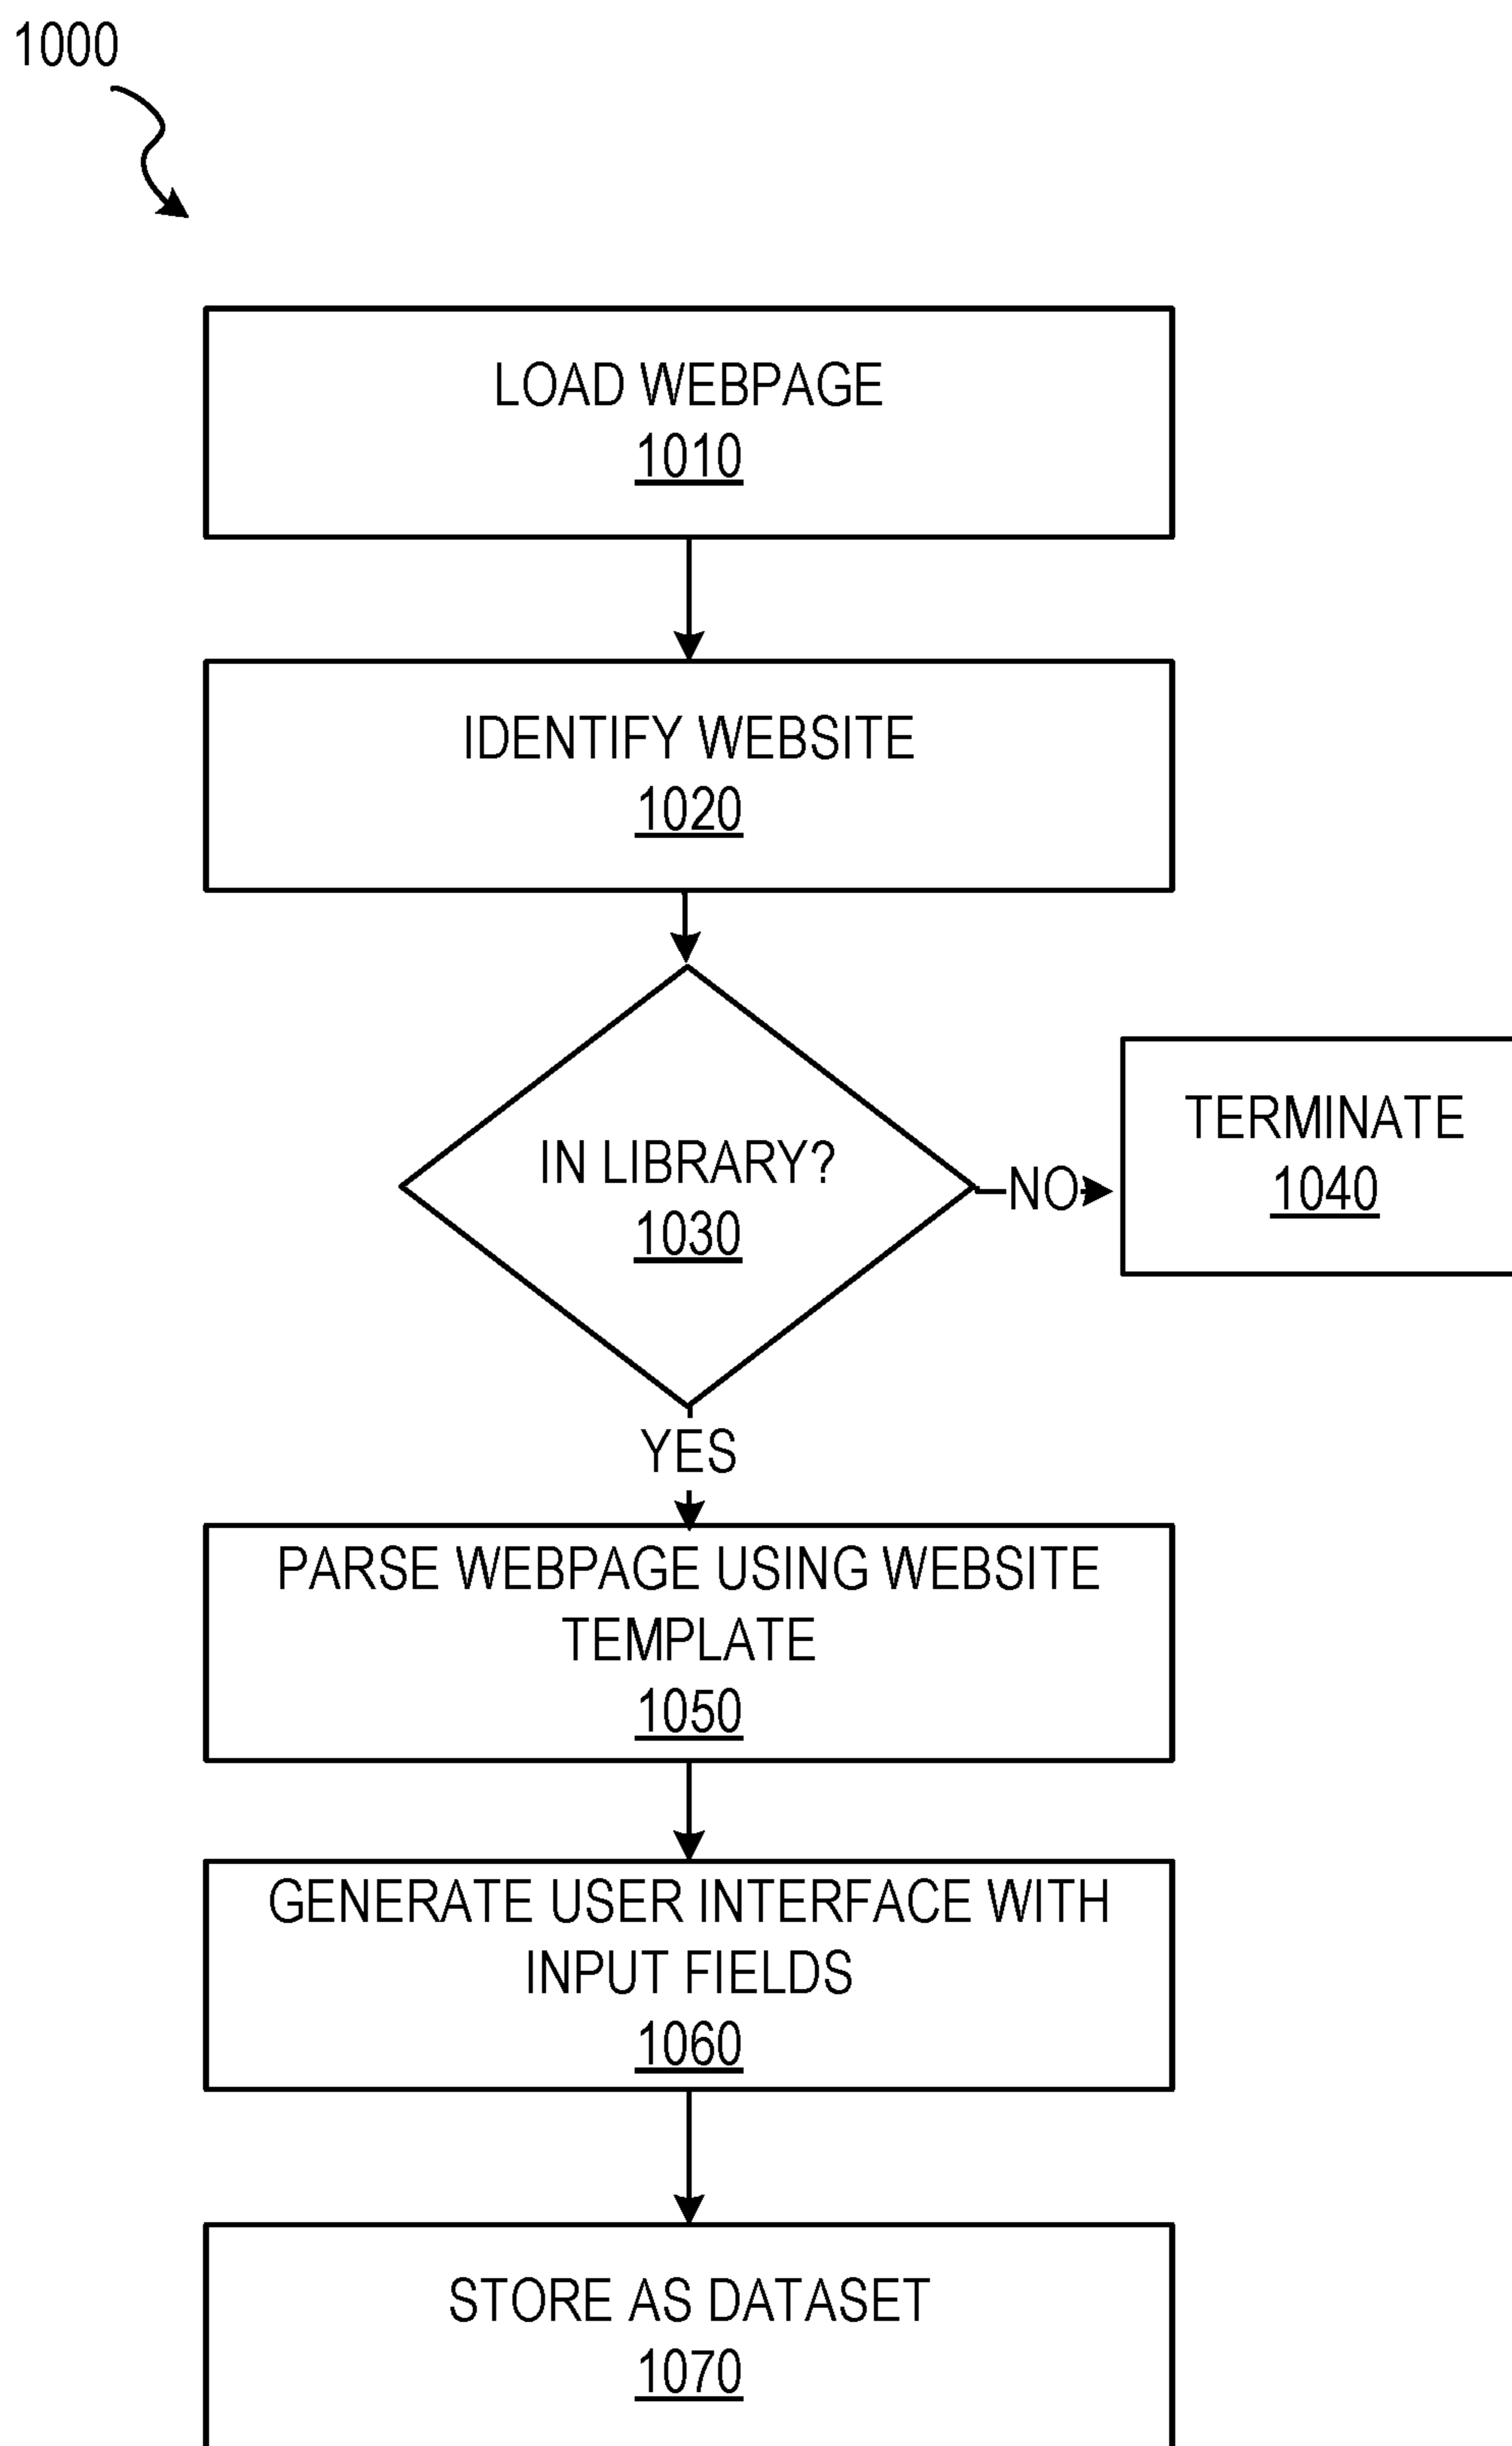 1000
LOAD WEBPAGE
1010
IDENTIFY WEBSITE
1020
IN LIBRARY?
1030
NO
TERMINATE
1040
YES
PARSE WEBPAGE USING WEBSITE
TEMPLATE
1050
GENERATE USER INTERFACE WITH
INPUT FIELDS
1060
STORE AS DATASET
1070